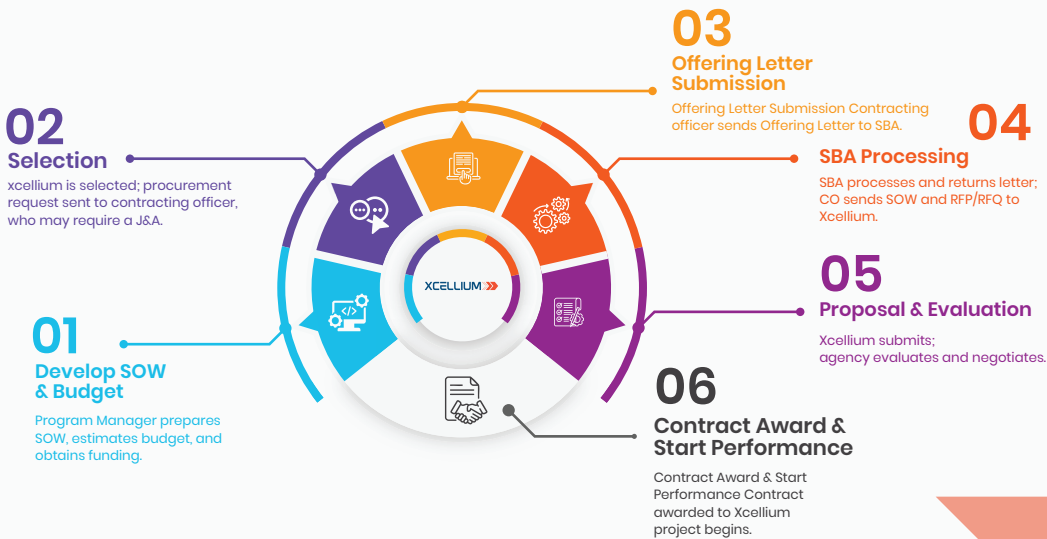 01
Develop SOW
& Budget
Program Manager prepares
SOW, estimates budget, and
obtains funding.
02
Selection
xcellium is selected; procurement
request sent to contracting officer,
who may require a J&A.
03
Offering Letter
Submission
Offering Letter Submission Contracting
officer sends Offering Letter to SBA.
04
SBA Processing
SBA processes and returns letter;
CO sends SOW and RFP/RFQ to
Xcellium.
05
Proposal & Evaluation
Xcellium submits;
agency evaluates and negotiates.
06
Contract Award &
Start Performance
Contract Award & Start
Performance Contract
awarded to Xcellium
project begins.
XCELLIUM
</>